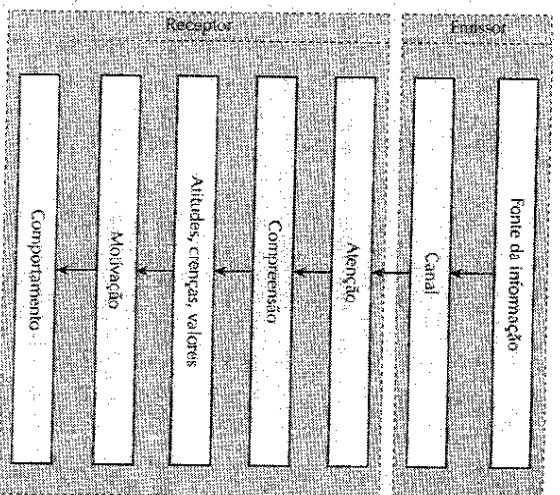 Emissor
Fonte da informação
Canal
Receptor
Atenção
Compreensão
Atitudes, crenças, valores
Motivação
Comportamento